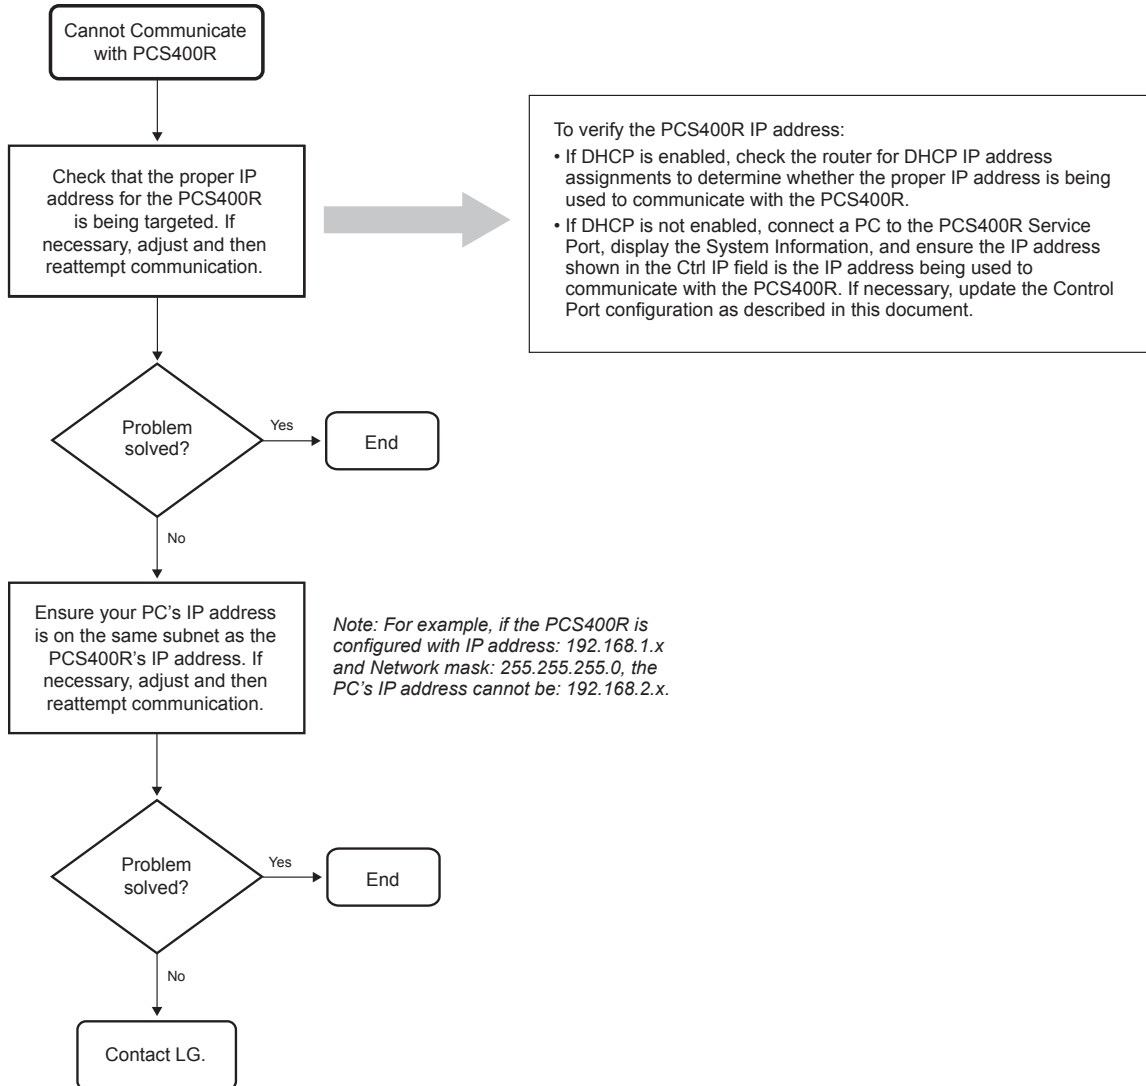 Cannot Communicate
with PCS400R
Check that the proper IP
address for the PCS400R
is being targeted. If
necessary, adjust and then
reattempt communication.
To verify the PCS400R IP address:
• If DHCP is enabled, check the router for DHCP IP address
assignments to determine whether the proper IP address is being
used to communicate with the PCS400R.
• If DHCP is not enabled, connect a PC to the PCS400R Service
Port, display the System Information, and ensure the IP address
shown in the Ctrl IP field is the IP address being used to
communicate with the PCS400R. If necessary, update the Control
Port configuration as described in this document.
Problem
solved?
Yes
End
No
Ensure your PC's IP address
is on the same subnet as the
PCS400R's IP address. If
necessary, adjust and then
reattempt communication.
Note: For example, if the PCS400R is
configured with IP address: 192.168.1.x
and Network mask: 255.255.255.0, the
PC's IP address cannot be: 192.168.2.x.
Problem
solved?
Yes
End
No
Contact LG.